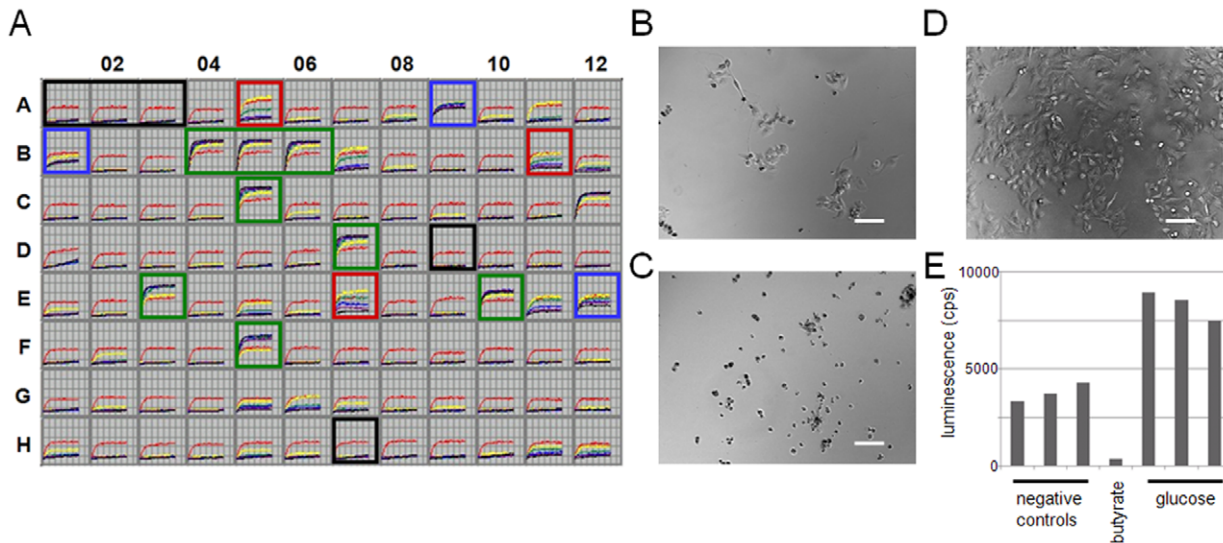 A
02 04 06 08 10 12
A
B
C
D
E
F
G
H
B
C
D
E
luminescence (cps)
10000
5000
0
negative
controls
butyrate
glucose